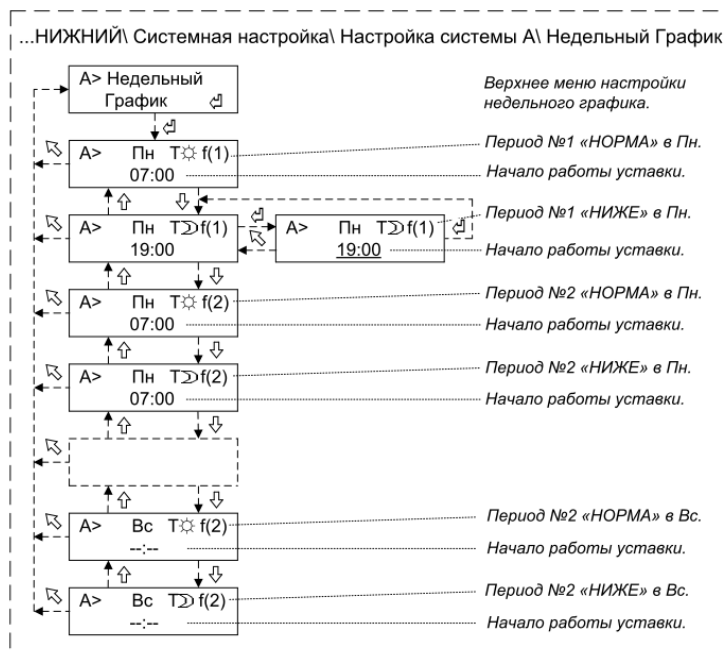 ...НИЖНИЙ\ Системная настройка\ Настройка системы А\ Недельный График
А> Недельный
График
Верхнее меню настройки
недельного графика.
А> Пн Т☼ f(1)
07:00
Период №1 «НОРМА» в Пн.
Начало работы уставки.
А> Пн Т☽ f(1)
19:00
А> Пн Т☽ f(1)
19:00
Период №1 «НИЖЕ» в Пн.
Начало работы уставки.
А> Пн Т☼ f(2)
07:00
Период №2 «НОРМА» в Пн.
Начало работы уставки.
А> Пн Т☽ f(2)
07:00
Период №2 «НИЖЕ» в Пн.
Начало работы уставки.
А> Вс Т☼ f(2)
--:--
Период №2 «НОРМА» в Вс.
Начало работы уставки.
А> Вс Т☽ f(2)
--:--
Период №2 «НИЖЕ» в Вс.
Начало работы уставки.